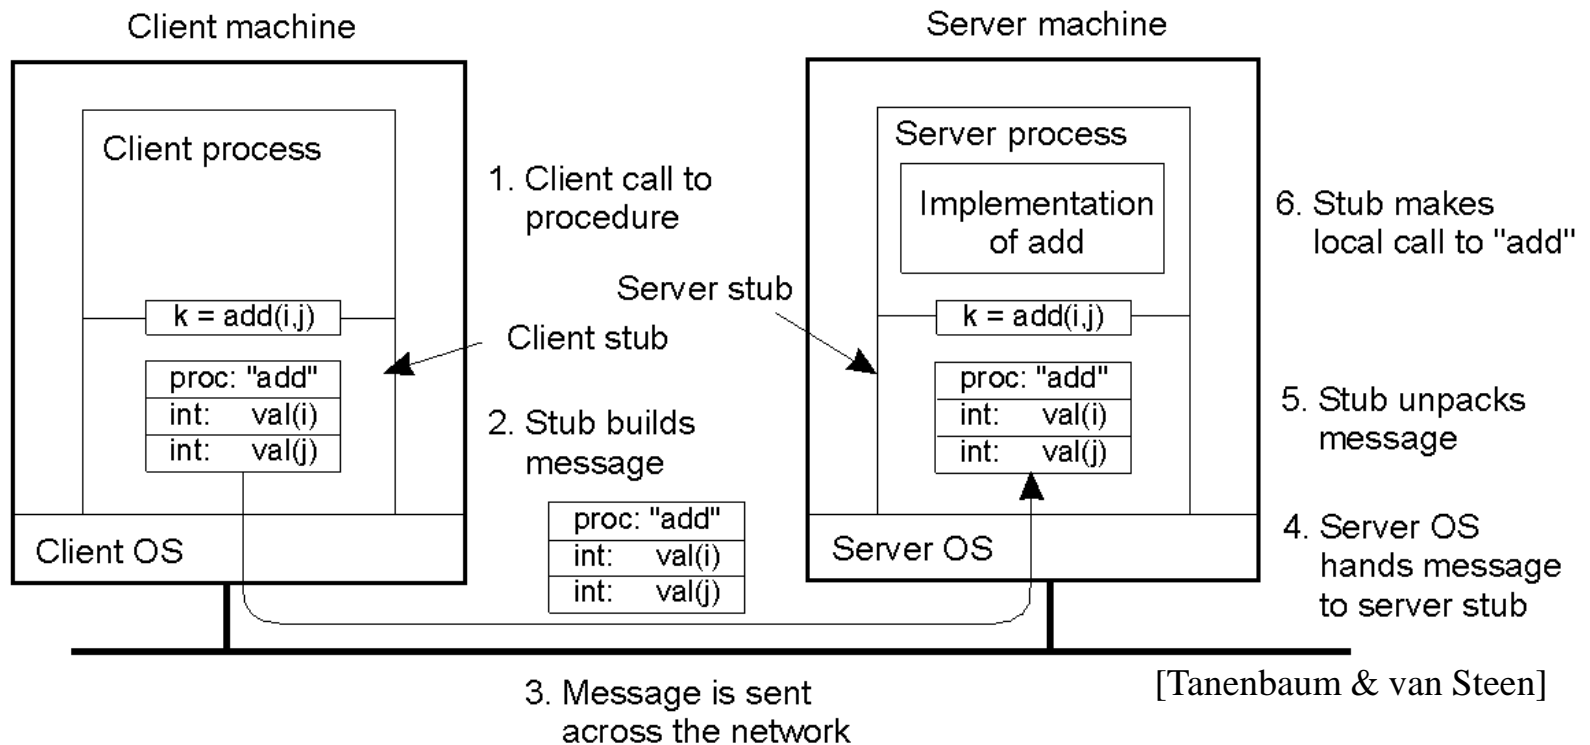 Client machine
Client process
k = add(i,j)
proc: "add"
int: val(i)
int: val(j)
Client OS
1. Client call to
procedure
Client stub
2. Stub builds
message
proc: "add"
int: val(i)
int: val(j)
3. Message is sent
across the network
Server machine
Server process
Implementation
of add
Server stub
k = add(i,j)
proc: "add"
int: val(i)
int: val(j)
Server OS
6. Stub makes
local call to "add"
5. Stub unpacks
message
4. Server OS
hands message
to server stub
[Tanenbaum & van Steen]